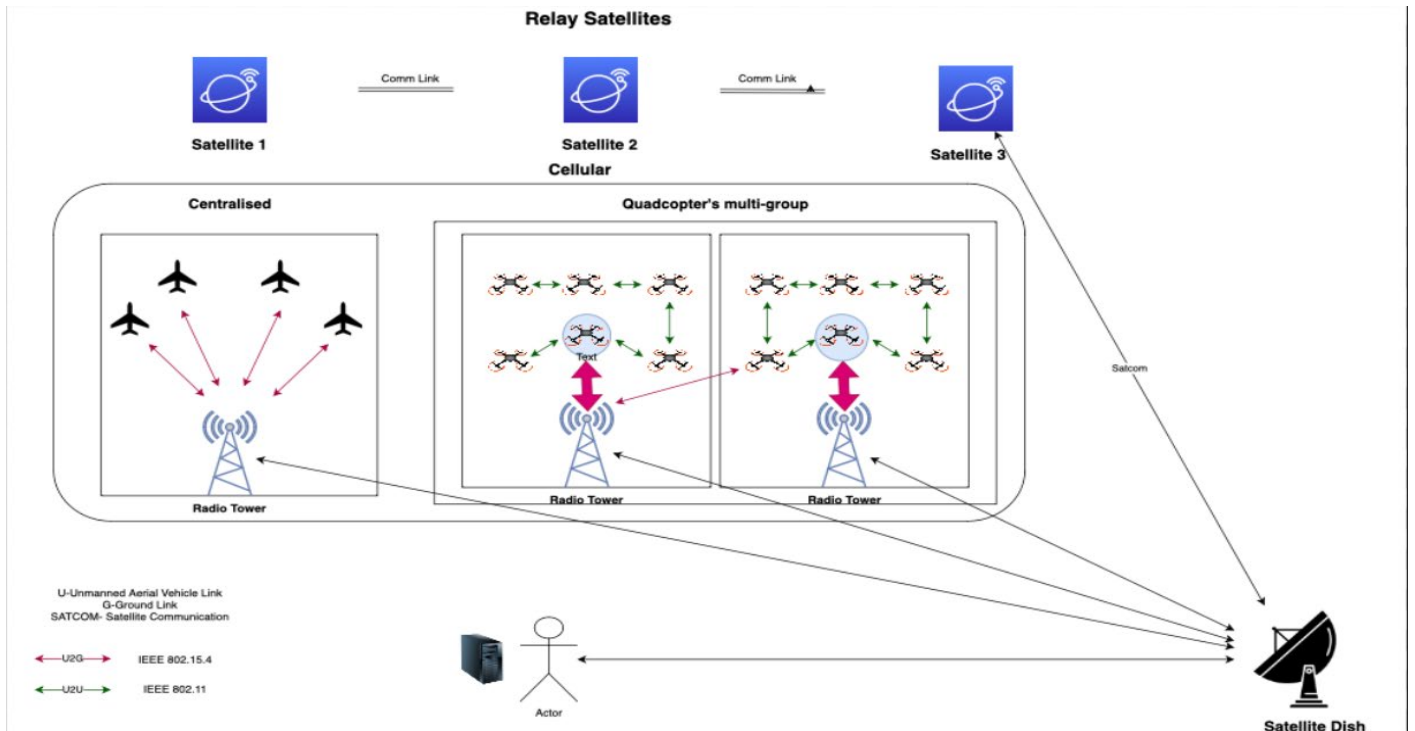 Relay Satellites
Comm Link
Comm Link
Satellite 1
Satellite 2
Satellite 3
Cellular
Centralised
Quadcopter's multi-group
Text
Satcom
Radio Tower
Radio Tower
Radio Tower
U-Unmanned Aerial Vehicle Link
G-Ground Link
SATCOM- Satellite Communication
U2G
IEEE 802.15.4
U2U
IEEE 802.11
Actor
Satellite Dish